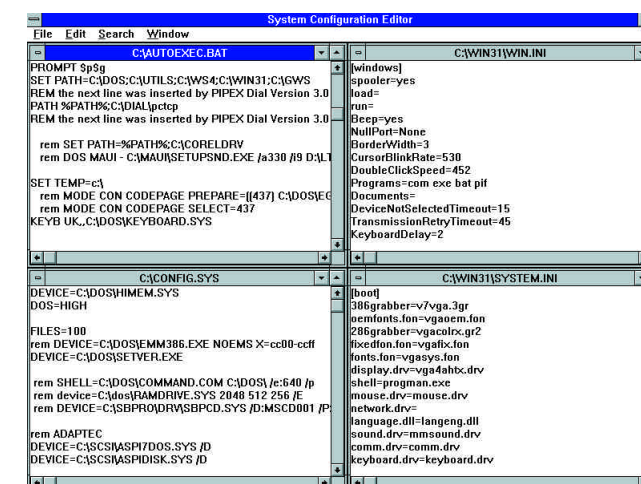 System Configuration Editor
File Edit Search Window
C:\AUTOEXEC.BAT
PROMPT $p$g
SET PATH=C:\DOS;C:\UTILS;C:\WS4;C:\WIN31;C:\GWS
REM the next line was inserted by PIPEX Dial Version 3.0
PATH %PATH%;C:\DIAL\pctcp
REM the next line was inserted by PIPEX Dial Version 3.0
rem SET PATH=%PATH%;C:\CORELDRV
rem DOS MAUI - C:\MAUI\SETUPSND.EXE /a330 /i9 D:\LT
SET TEMP=c:\
rem MODE CON CODEPAGE PREPARE=((437) C:\DOS\EG
rem MODE CON CODEPAGE SELECT=437
KEYB UK,,C:\DOS\KEYBOARD.SYS
C:\WIN31\WIN.INI
[windows]
spooler=yes
load=
run=
Beep=yes
NullPort=None
BorderWidth=3
CursorBlinkRate=530
DoubleClickSpeed=452
Programs=com exe bat pif
Documents=
DeviceNotSelectedTimeout=15
TransmissionRetryTimeout=45
KeyboardDelay=2
C:\CONFIG.SYS
DEVICE=C:\DOS\HIMEM.SYS
DOS=HIGH
FILES=100
rem DEVICE=C:\DOS\EMM386.EXE NOEMS X=cc00-ccff
DEVICE=C:\DOS\SETVER.EXE
rem SHELL=C:\DOS\COMMAND.COM C:\DOS\ /e:640 /p
rem device=C:\dos\RAMDRIVE.SYS 2048 512 256 /E
rem DEVICE=C:\SBPRO\DRV\SBPCD.SYS /D:MSCD001 /P:
rem ADAPTEC
DEVICE=C:\SCSI\ASPI7DOS.SYS /D
DEVICE=C:\SCSI\ASPIDISK.SYS /D
C:\WIN31\SYSTEM.INI
[boot]
386grabber=v7vga.3gr
oemfonts.fon=vgaoem.fon
286grabber=vgacolrx.gr2
fixedfon.fon=vgafix.fon
fonts.fon=vgasys.fon
display.drv=vga4ahtx.drv
shell=progman.exe
mouse.drv=mouse.drv
network.drv=
language.dll=langeng.dll
sound.drv=mmsound.drv
comm.drv=comm.drv
keyboard.drv=keyboard.drv